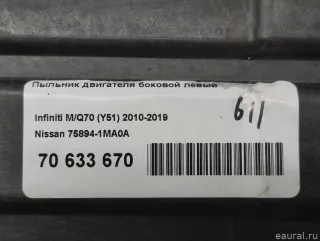 Пыльник двигателя боковой левый
Infiniti M/Q70 (Y51) 2010-2019
Nissan 75894-1MA0A
611
70 633 670
eaural.ru